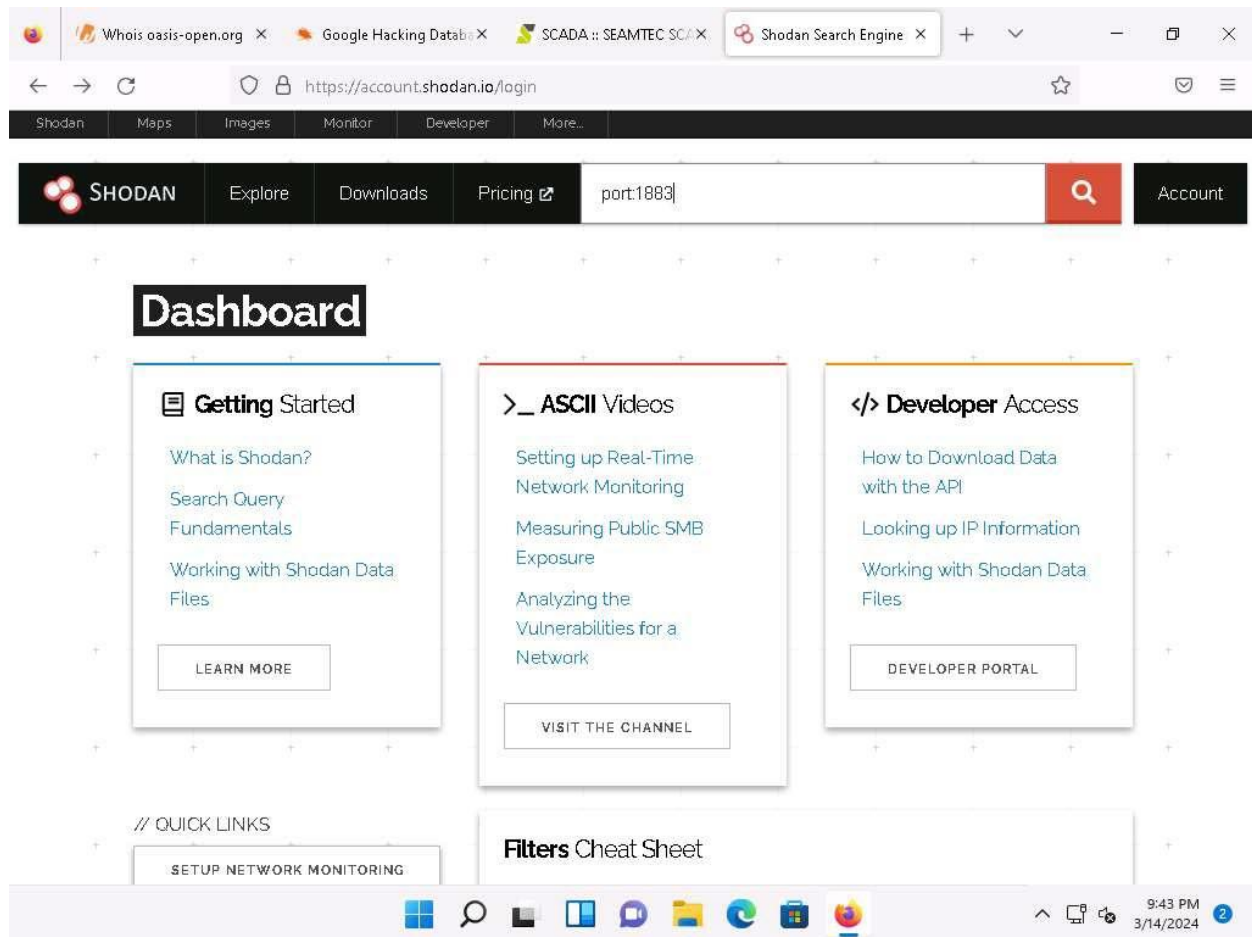 Whois oasis-open.org
Google Hacking Datab
SCADA :: SEAMTEC SCA
Shodan Search Engine
https://account.shodan.io/login
Shodan Maps Images Monitor Developer More...
SHODAN Explore Downloads Pricing port:1883 Account
Dashboard
Getting Started
What is Shodan?
Search Query
Fundamentals
Working with Shodan Data
Files
LEARN MORE
>_ ASCII Videos
Setting up Real-Time
Network Monitoring
Measuring Public SMB
Exposure
Analyzing the
Vulnerabilities for a
Network
VISIT THE CHANNEL
</> Developer Access
How to Download Data
with the API
Looking up IP Information
Working with Shodan Data
Files
DEVELOPER PORTAL
// QUICK LINKS
SETUP NETWORK MONITORING
Filters Cheat Sheet
9:43 PM
3/14/2024
2